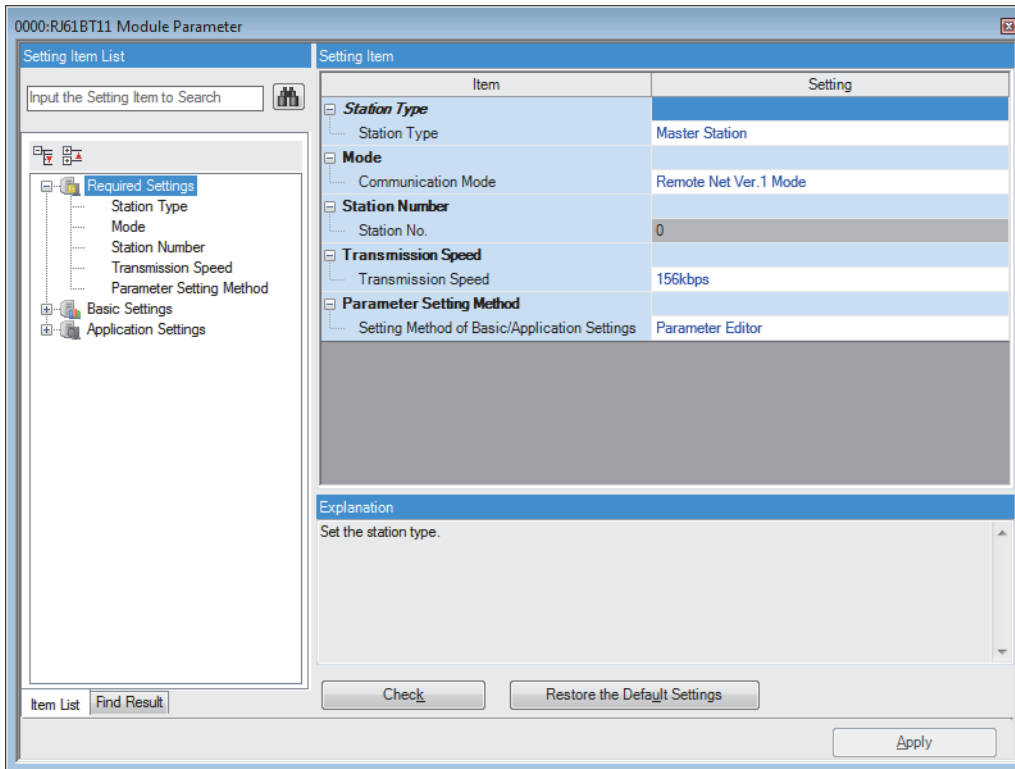 0000:RJ61BT11 Module Parameter
Setting Item List
Input the Setting Item to Search
Required Settings
Station Type
Mode
Station Number
Transmission Speed
Parameter Setting Method
Basic Settings
Application Settings
Item List Find Result
Setting Item
Item Setting
Station Type
Station Type Master Station
Mode
Communication Mode Remote Net Ver.1 Mode
Station Number
Station No. 0
Transmission Speed
Transmission Speed 156kbps
Parameter Setting Method
Setting Method of Basic/Application Settings Parameter Editor
Explanation
Set the station type.
Check Restore the Default Settings
Apply